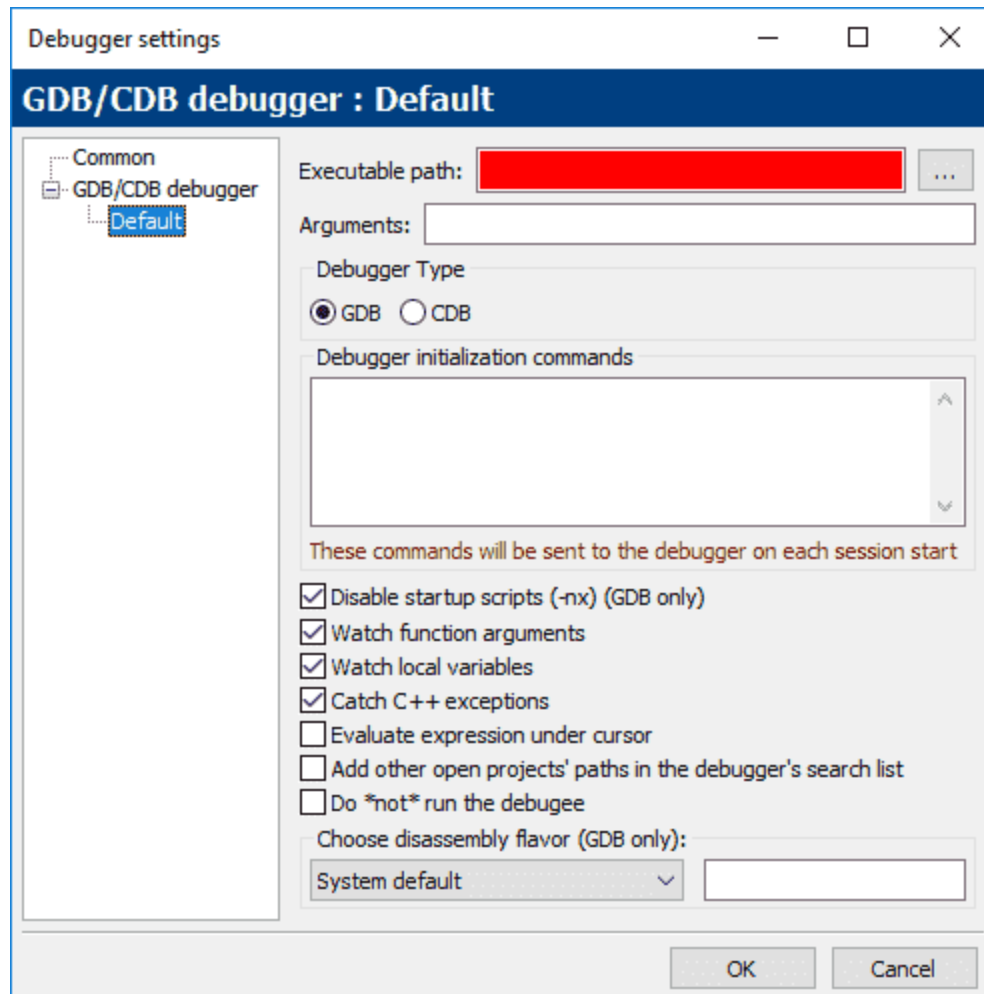 Debugger settings
GDB/CDB debugger : Default
Common
GDB/CDB debugger
Default
Executable path:
...
Arguments:
Debugger Type
GDB CDB
Debugger initialization commands
These commands will be sent to the debugger on each session start
Disable startup scripts (-nx) (GDB only)
Watch function arguments
Watch local variables
Catch C++ exceptions
Evaluate expression under cursor
Add other open projects' paths in the debugger's search list
Do *not* run the debugee
Choose disassembly flavor (GDB only):
System default
OK Cancel